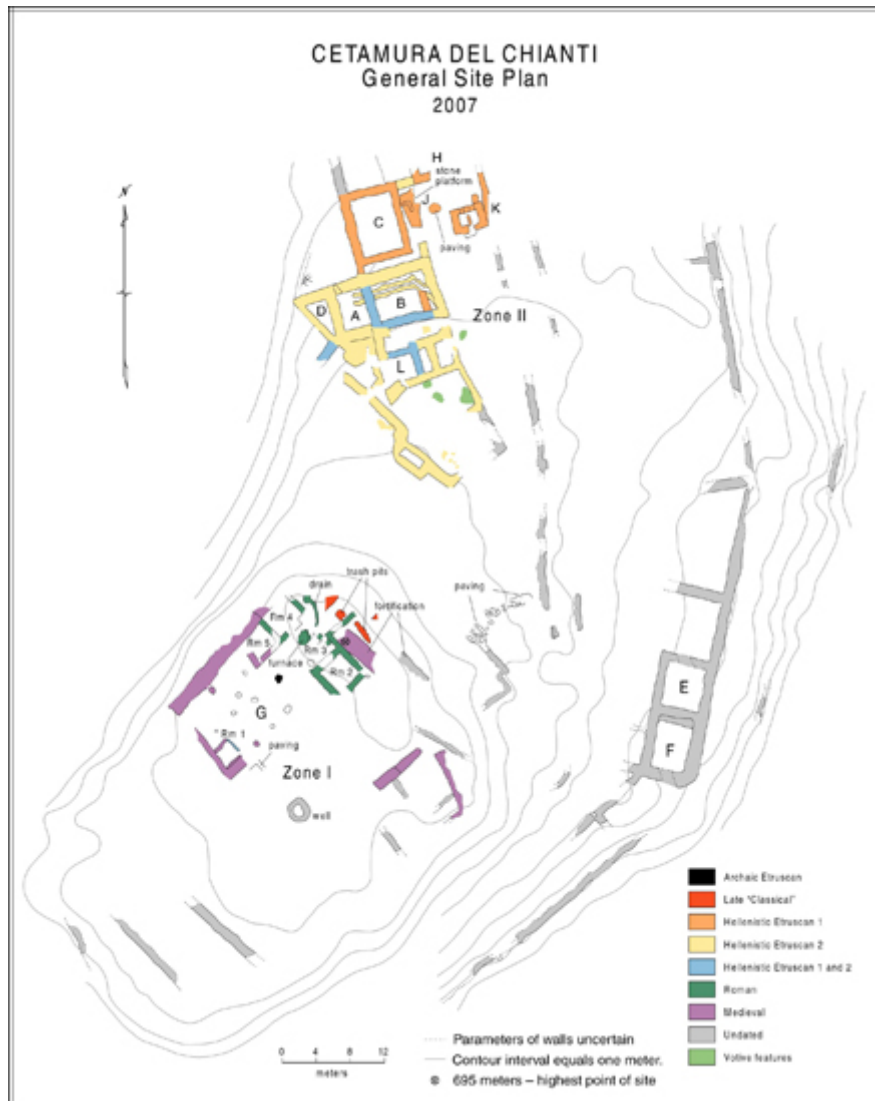 CETAMURA DEL CHIANTI
General Site Plan
2007
N
H
stone
platform
J
K
C
paving
D
A
B
Zone II
L
drain
trash pits
fortification
paving
Rm 4
Rm 5
Rm 3
furnace
Rm 2
G
Rm 1
paving
Zone I
well
E
F
Archaic Etruscan
Late "Classical"
Hellenistic Etruscan 1
Hellenistic Etruscan 2
Hellenistic Etruscan 1 and 2
Roman
Medieval
Undated
Votive features
0 4 8 12
meters
Parameters of walls uncertain
Contour interval equals one meter.
695 meters – highest point of site